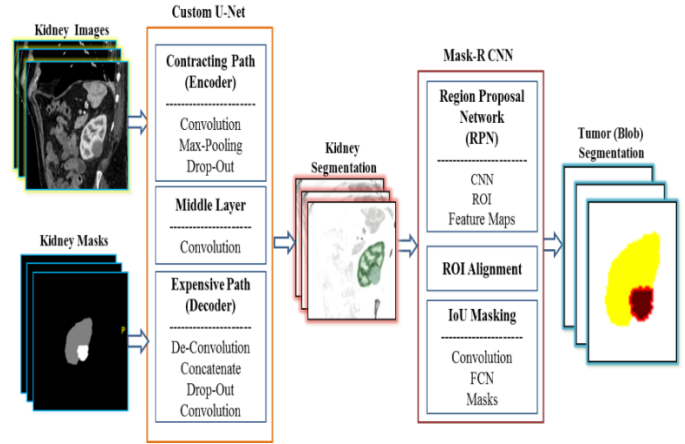 Kidney Images
Custom U-Net
Contracting Path
(Encoder)
Convolution
Max-Pooling
Drop-Out
Middle Layer
Convolution
Kidney Masks
P
Expensive Path
(Decoder)
De-Convolution
Concatenate
Drop-Out
Convolution
Kidney
Segmentation
Mask-R CNN
Region Proposal
Network
(RPN)
CNN
ROI
Feature Maps
ROI Alignment
IoU Masking
Convolution
FCN
Masks
Tumor (Blob)
Segmentation